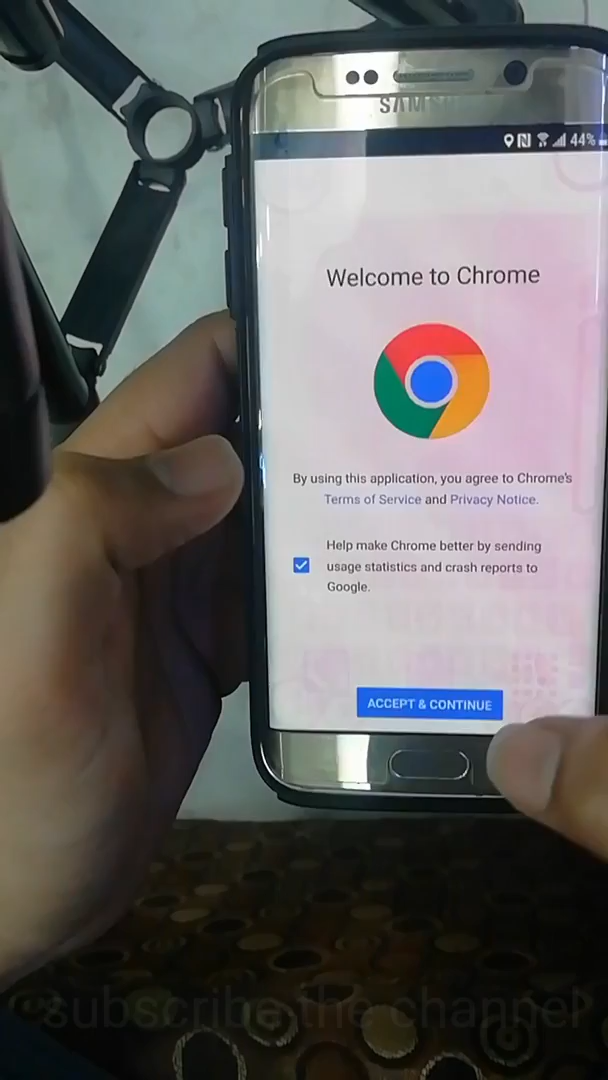 SAMSUNG
44%
Welcome to Chrome
By using this application, you agree to Chrome's
Terms of Service and Privacy Notice.
Help make Chrome better by sending
usage statistics and crash reports to
Google.
ACCEPT & CONTINUE
subscribe the channel